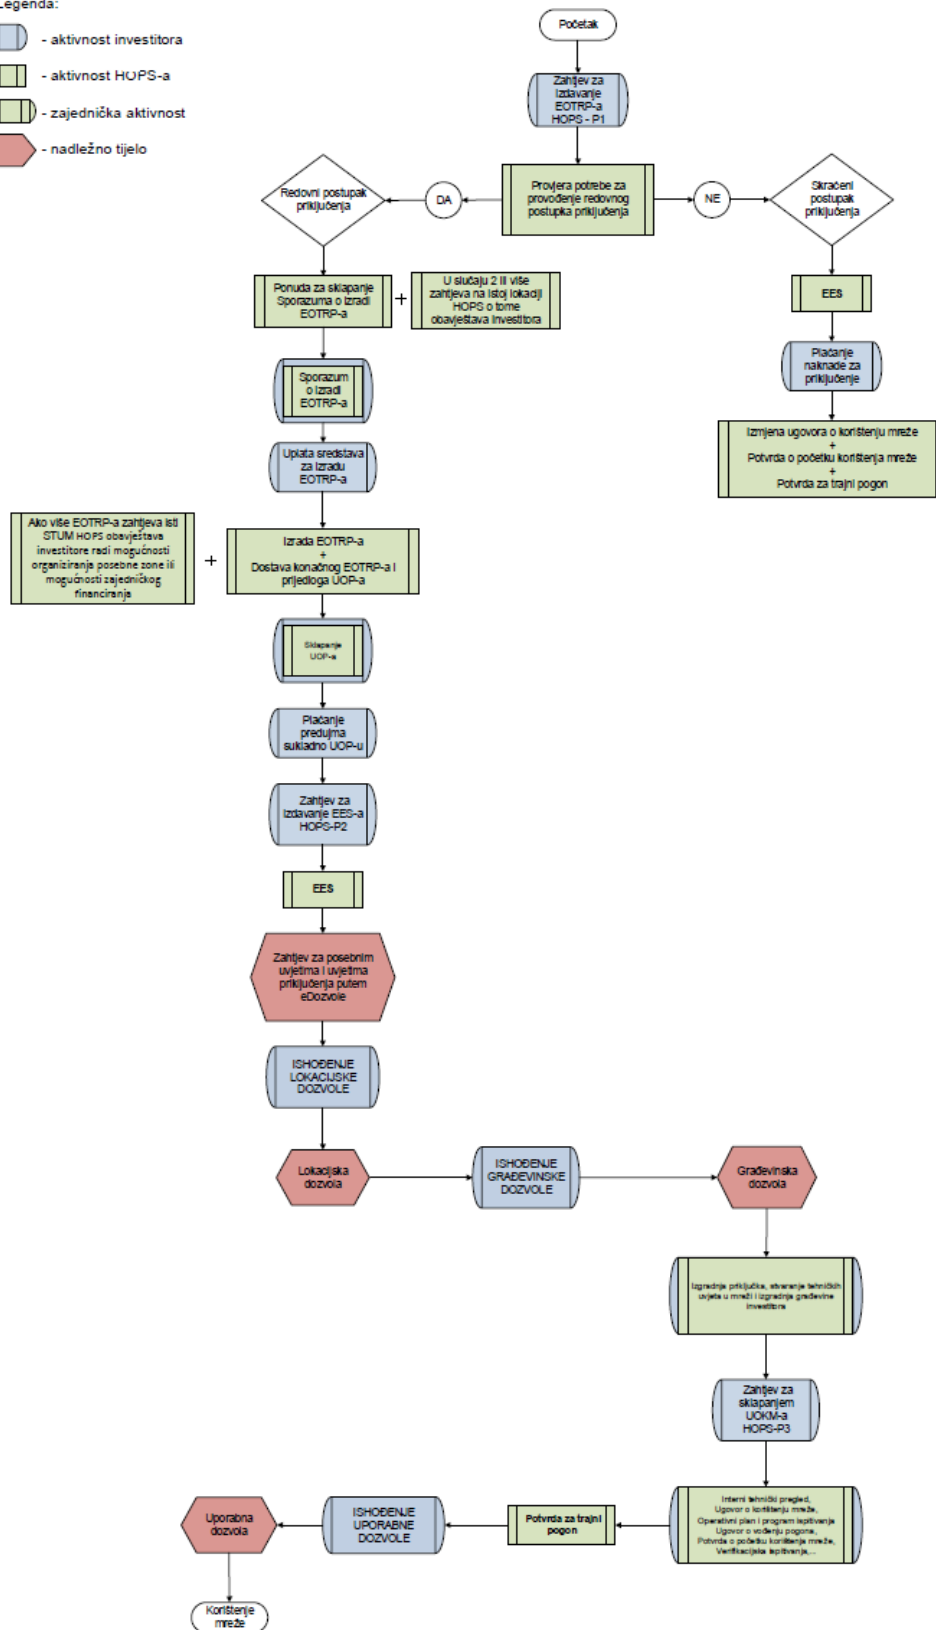 Legenda:
- aktivnost investitora
- aktivnost HOPS-a
- zajednička aktivnost
- nadležno tijelo
Početak
Zahtjev za
izdavanje
EOTRP-a
HOPS - P1
Provjera potrebe za
provođenje redovnog
postupka priključenja
DA
NE
Redovni postupak
priključenja
Skraćeni
postupak
priključenja
Ponuda za sklapanje
Sporazuma o izradi
EOTRP-a
+
U slučaju 2 ili više
zahtjeva na istoj lokaciji
HOPS o tome
obavještava investitora
EES
Sporazum
o izradi
EOTRP-a
Plaćanje
naknade za
priključenje
Uplata sredstava
za izradu
EOTRP-a
Izmjena ugovora o korištenju mreže
+
Potvrda o početku korištenja mreže
+
Potvrda za trajni pogon
Ako više EOTRP-a zahtjeva isti
STUM HOPS obavještava
investitore radi mogućnosti
organiziranja posebne zone ili
mogućnosti zajedničkog
financiranja
+
Izrada EOTRP-a
+
Dostava konačnog EOTRP-a i
prijedloga UOP-a
Sklapanje
UOP-a
Plaćanje
predujma
sukladno UOP-u
Zahtjev za
izdavanje EES-a
HOPS-P2
EES
Zahtjev za posebnim
uvjetima i uvjetima
priključenja putem
eDozvole
ISHOĐENJE
LOKACIJSKE
DOZVOLE
Lokacijska
dozvola
ISHOĐENJE
GRAĐEVINSKE
DOZVOLE
Građevinska
dozvola
Izgradnja priključka, stvaranje tehničkih
uvjeta u mreži i izgradnja građevine
investitora
Zahtjev za
sklapanjem
UOKM-a
HOPS-P3
Interni tehnički pregled,
Ugovor o korištenju mreže,
Operativni plan i program ispitivanja
Ugovor o vođenju pogona,
Potvrda o početku korištenja mreže,
Verifikacijska ispitivanja,...
Potvrda za trajni
pogon
ISHOĐENJE
UPORABNE
DOZVOLE
Uporabna
dozvola
Korištenje
mreže